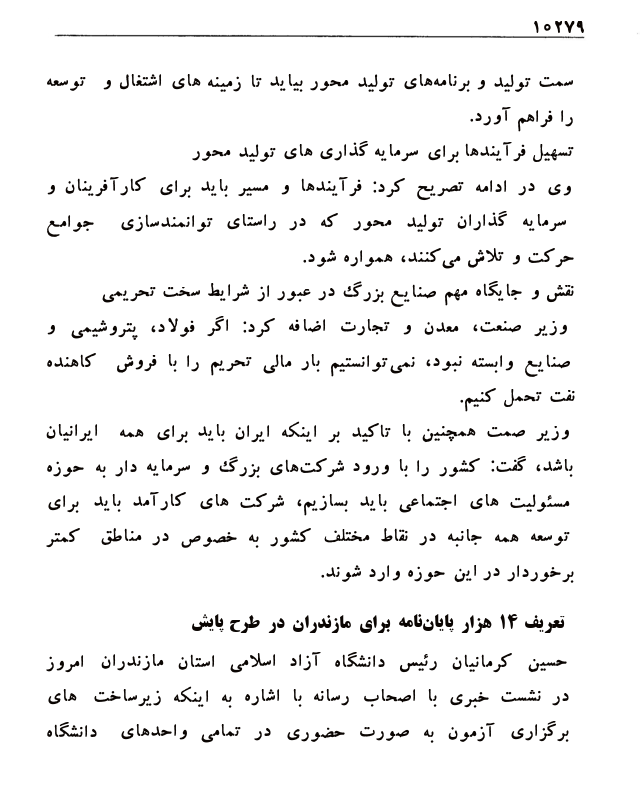 ۱۰۲۷۹
سمت تولید و برنامه‌های تولید محور بیاید تا زمینه های اشتغال و توسعه
را فراهم آورد.
تسهیل فرآیندها برای سرمایه گذاری های تولید محور
وی در ادامه تصریح کرد: فرآیندها و مسیر باید برای کارآفرینان و
سرمایه گذاران تولید محور که در راستای توانمندسازی جوامع
حرکت و تلاش می‌کنند، همواره شود.
نقش و جایگاه مهم صنایع بزرگ در عبور از شرایط سخت تحریمی
وزیر صنعت، معدن و تجارت اضافه کرد: اگر فولاد، پتروشیمی و
صنایع وابسته نبود، نمی‌توانستیم بار مالی تحریم را با فروش کاهنده
نفت تحمل کنیم.
وزیر صمت همچنین با تاکید بر اینکه ایران باید برای همه ایرانیان
باشد، گفت: کشور را با ورود شرکت‌های بزرگ و سرمایه دار به حوزه
مسئولیت های اجتماعی باید بسازیم، شرکت های کارآمد باید برای
توسعه همه جانبه در نقاط مختلف کشور به خصوص در مناطق کمتر
برخوردار در این حوزه وارد شوند.
تعریف ۱۴ هزار پایان‌نامه برای مازندران در طرح پایش
حسین کرمانیان رئیس دانشگاه آزاد اسلامی استان مازندران امروز
در نشست خبری با اصحاب رسانه با اشاره به اینکه زیرساخت های
برگزاری آزمون به صورت حضوری در تمامی واحدهای دانشگاه